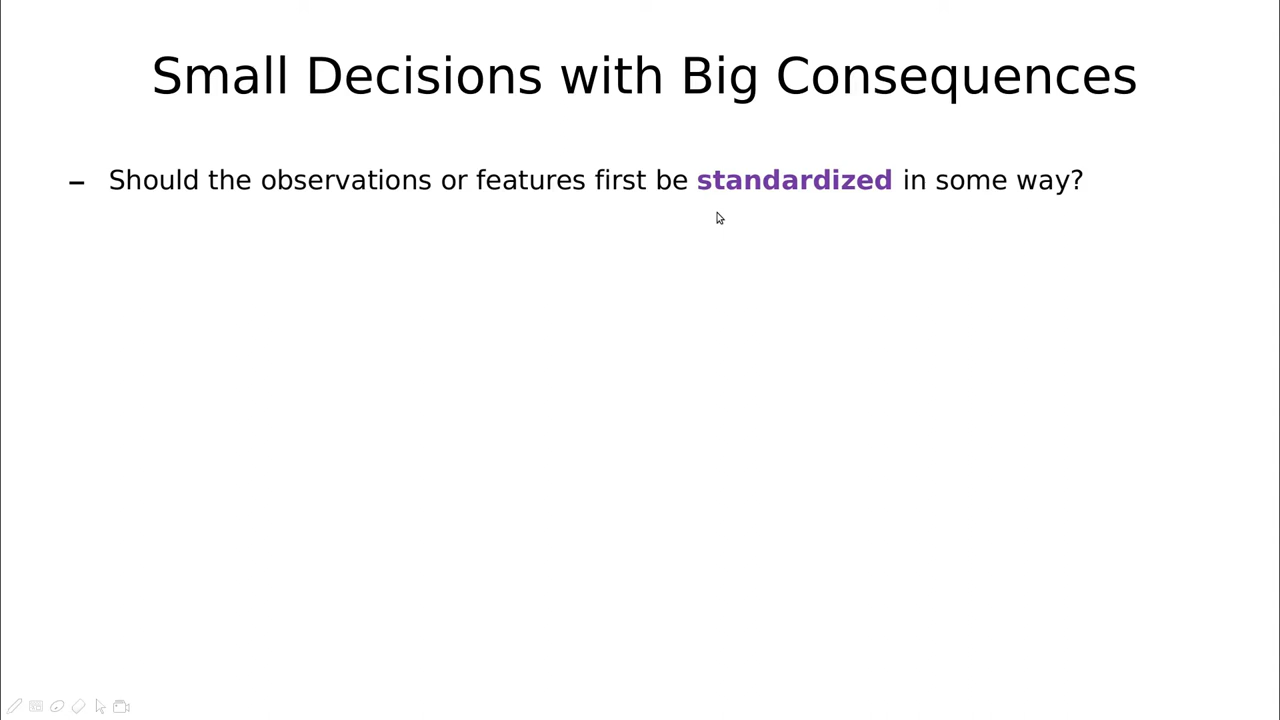 Small Decisions with Big Consequences
– Should the observations or features first be standardized in some way?